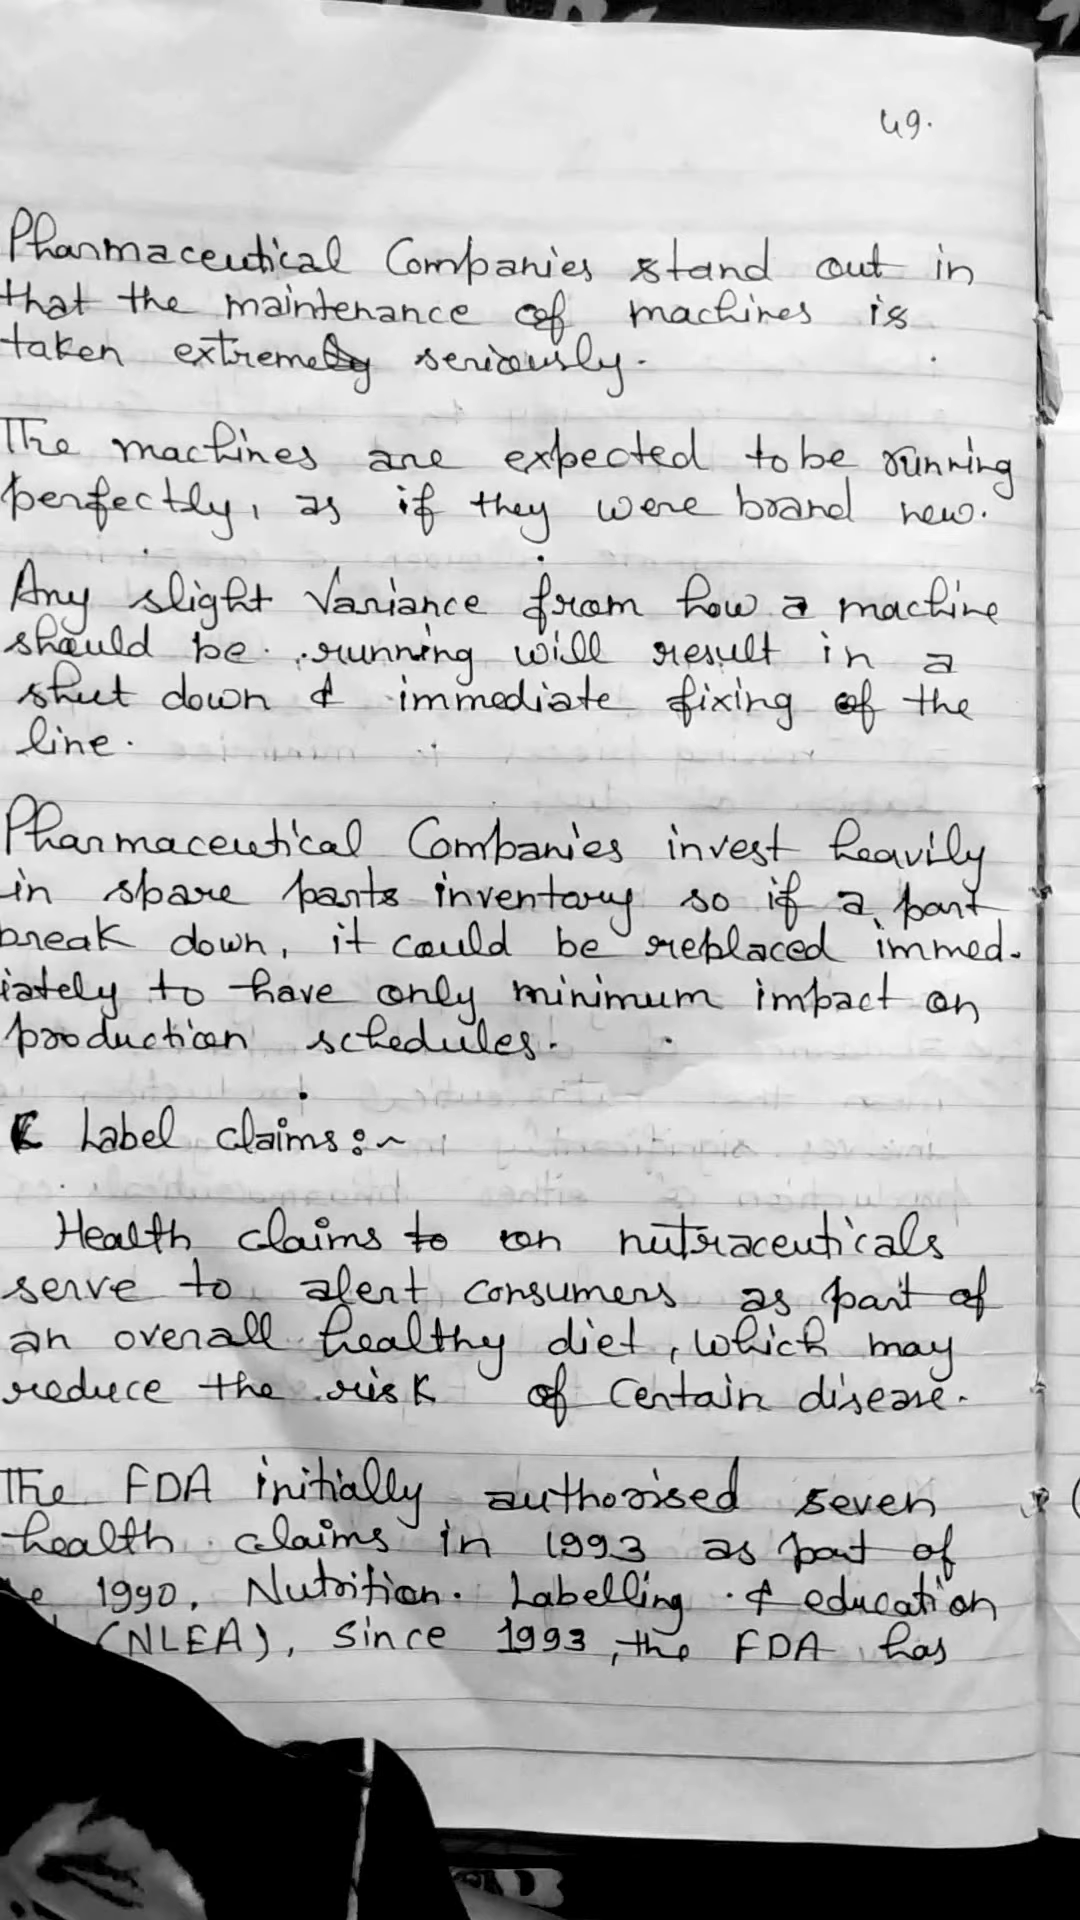 49.
Pharmaceutical Companies stand out in
that the maintenance of machines is
taken extremely seriously.
The machines are expected to be running
perfectly, as if they were brand new.
Any slight Variance from how a machine
should be running will result in a
shut down & immediate fixing of the
line.
Pharmaceutical Companies invest heavily
in spare parts inventory so if a part
break down, it could be replaced immed-
iately to have only minimum impact on
production schedules.
Label claims:~
Health claims to on nutraceuticals
serve to alert consumers as part of
an overall healthy diet, which may
reduce the risk of Certain disease.
The FDA initially authorised seven
health claims in 1993 as part of
1990, Nutrition. Labelling & education
(NLEA), Since 1993, the FDA has